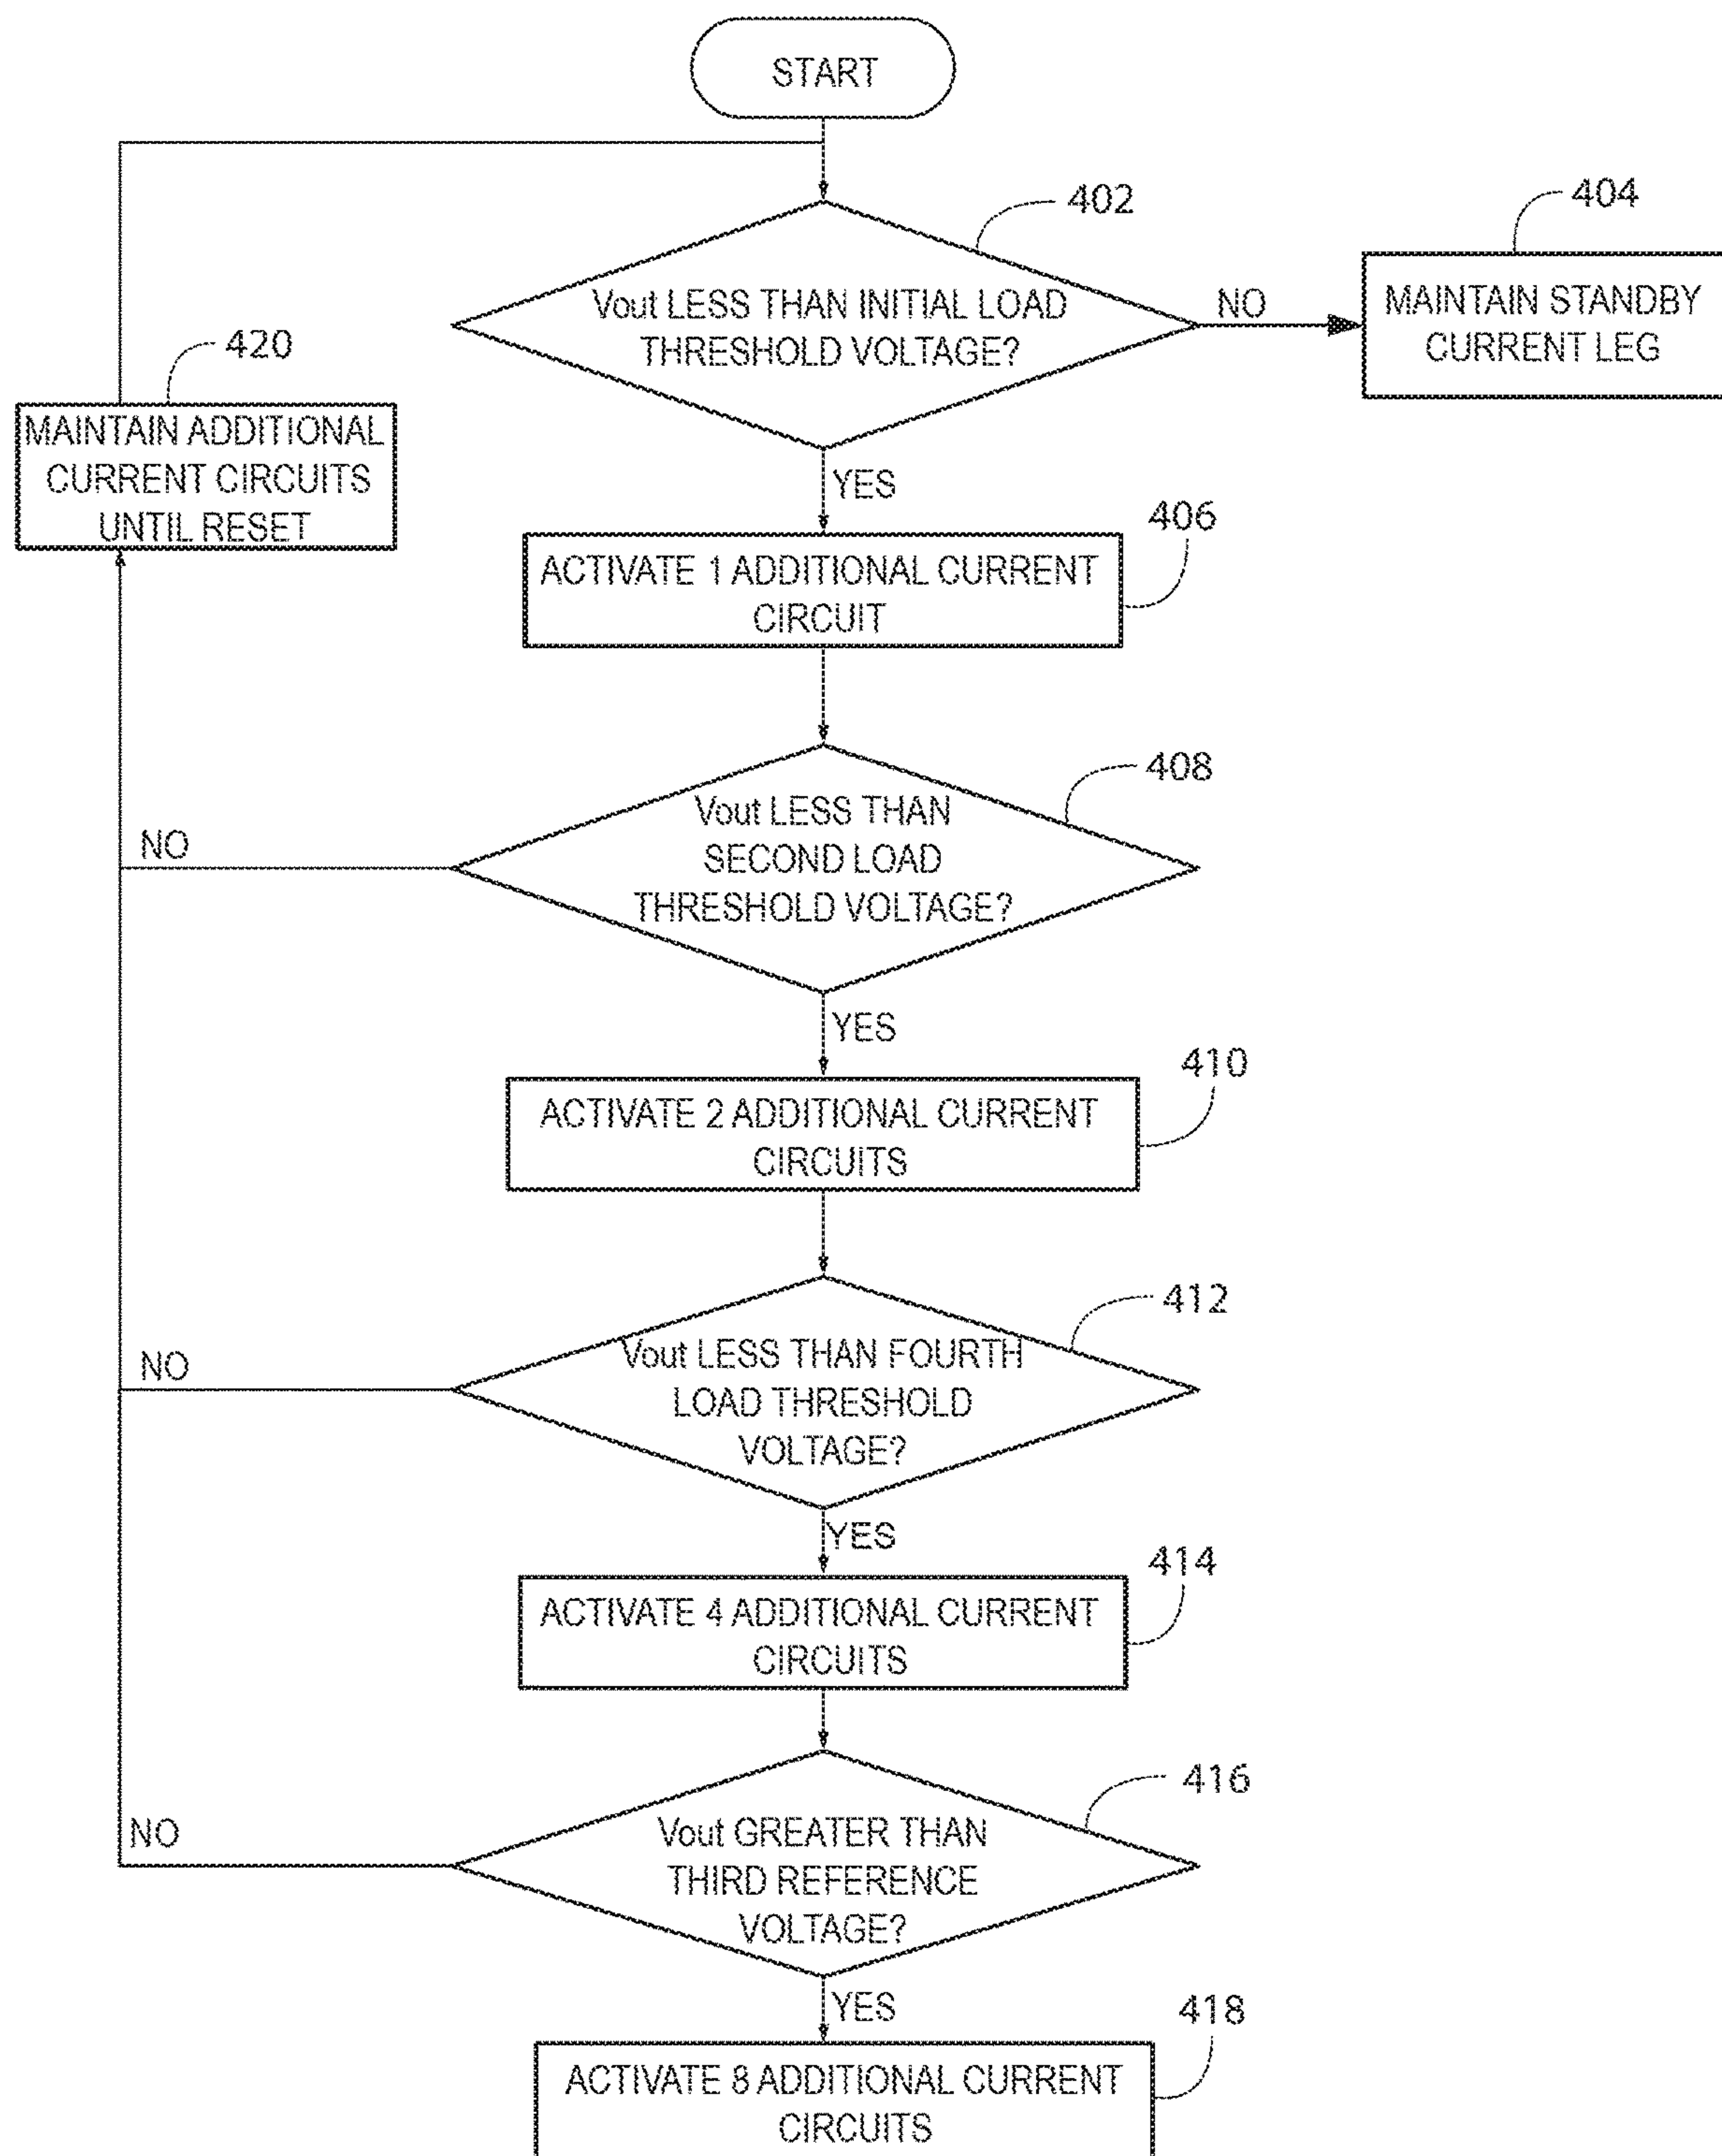 START
402
Vout LESS THAN INITIAL LOAD
THRESHOLD VOLTAGE?
NO
404
MAINTAIN STANDBY
CURRENT LEG
420
MAINTAIN ADDITIONAL
CURRENT CIRCUITS
UNTIL RESET
YES
406
ACTIVATE 1 ADDITIONAL CURRENT
CIRCUIT
408
Vout LESS THAN
SECOND LOAD
THRESHOLD VOLTAGE?
NO
YES
410
ACTIVATE 2 ADDITIONAL CURRENT
CIRCUITS
412
Vout LESS THAN FOURTH
LOAD THRESHOLD
VOLTAGE?
NO
YES
414
ACTIVATE 4 ADDITIONAL CURRENT
CIRCUITS
416
Vout GREATER THAN
THIRD REFERENCE
VOLTAGE?
NO
YES
418
ACTIVATE 8 ADDITIONAL CURRENT
CIRCUITS